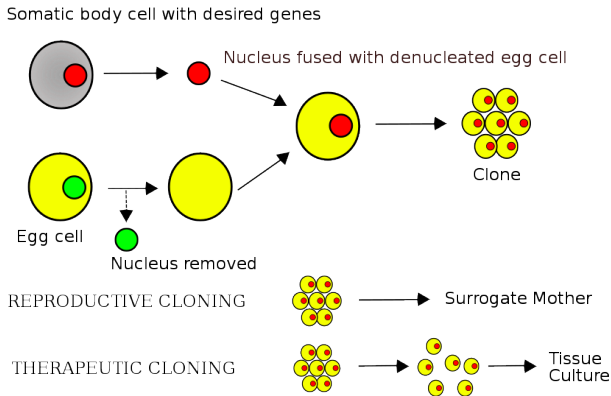 Somatic body cell with desired genes
Nucleus fused with denucleated egg cell
Clone
Egg cell
Nucleus removed
REPRODUCTIVE CLONING
Surrogate Mother
THERAPEUTIC CLONING
Tissue
Culture